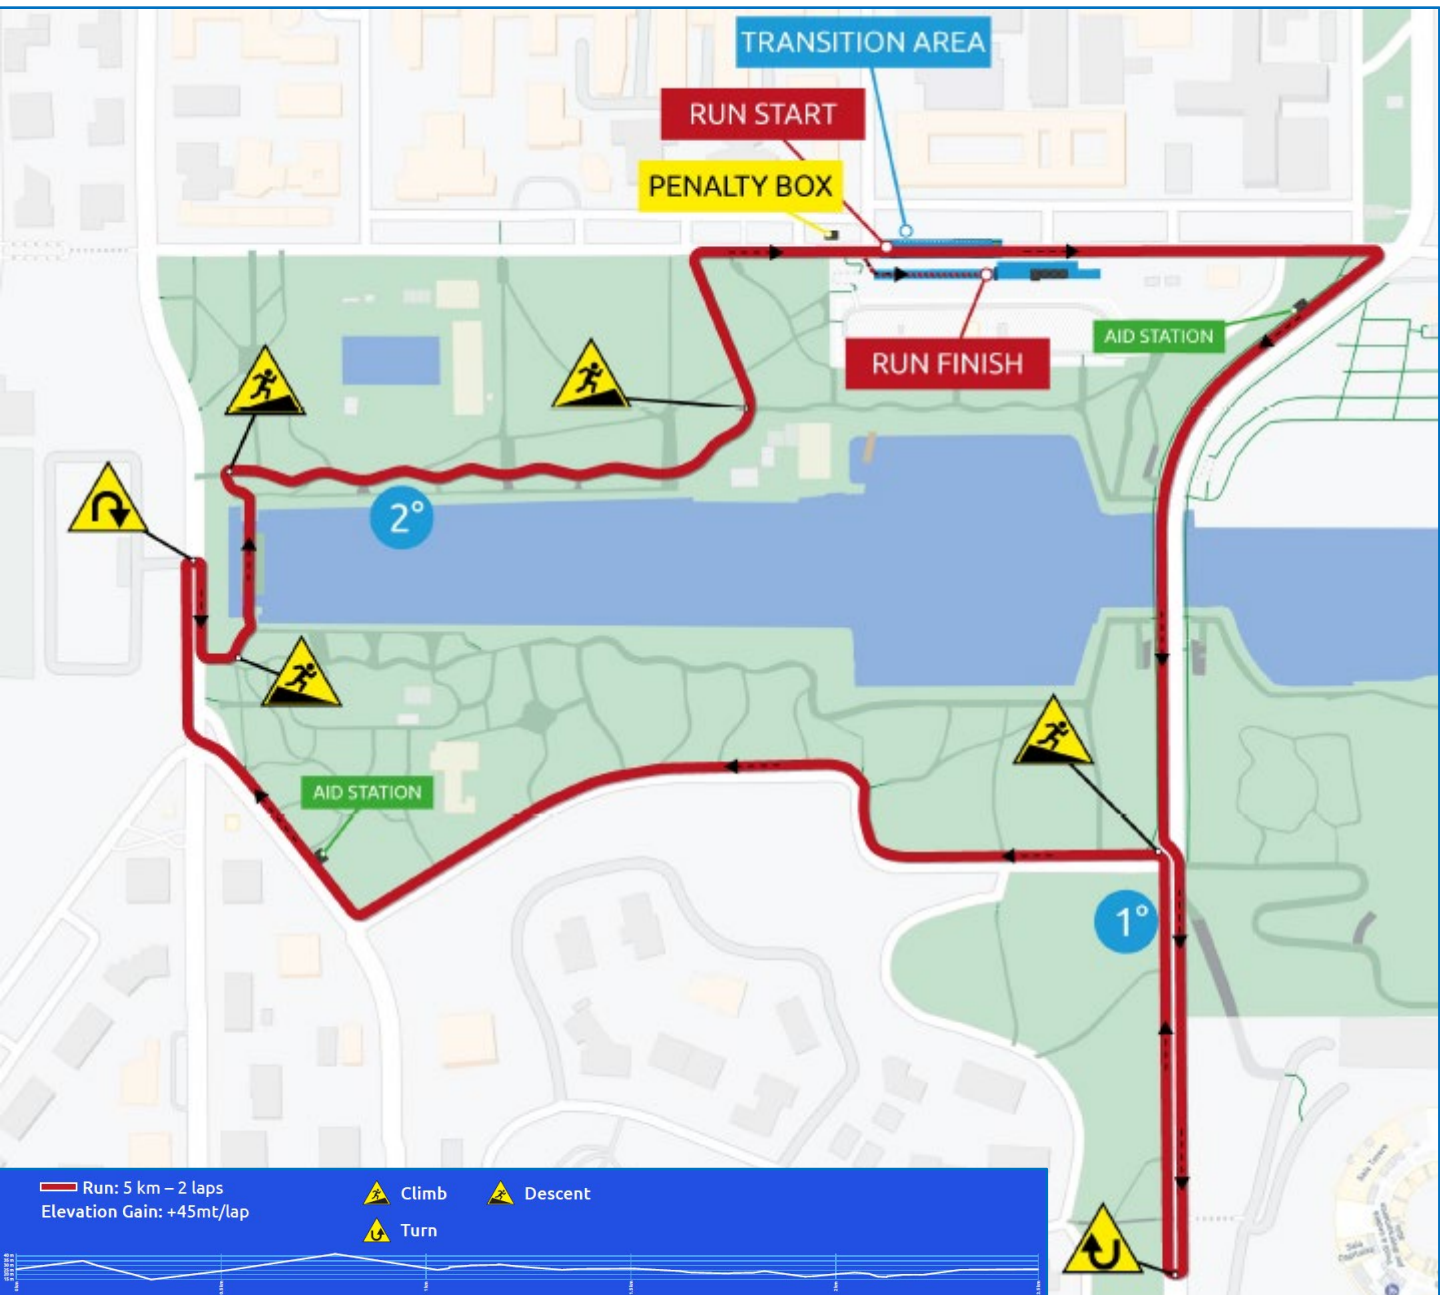 TRANSITION AREA
RUN START
PENALTY BOX
AID STATION
RUN FINISH
2°
AID STATION
1°
Run: 5 km – 2 laps
Elevation Gain: +45mt/lap
Climb
Descent
Turn